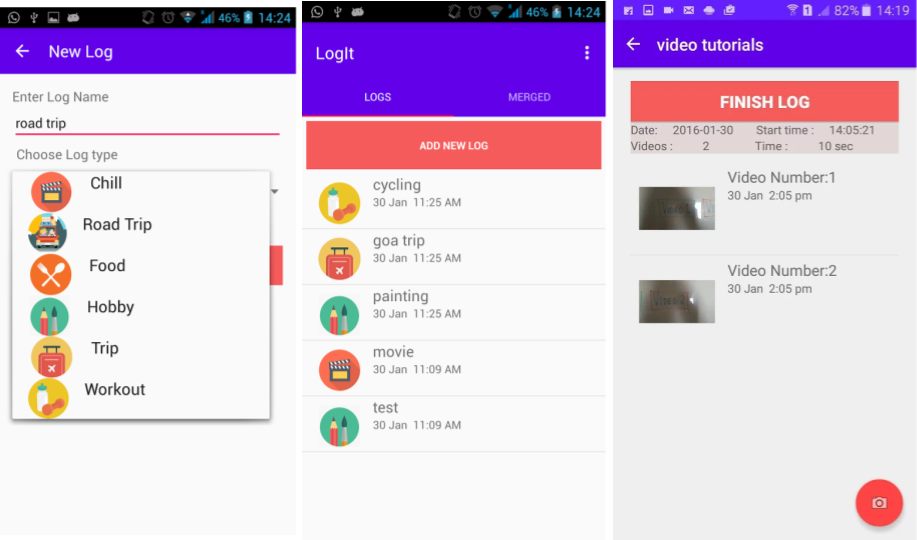 14:24
46%
New Log
Enter Log Name
road trip
Choose Log type
Chill
Road Trip
Food
Hobby
Trip
Workout
46% 14:24
LogIt
LOGS MERGED
ADD NEW LOG
cycling
30 Jan 11:25 AM
goa trip
30 Jan 11:25 AM
painting
30 Jan 11:25 AM
movie
30 Jan 11:09 AM
test
30 Jan 11:09 AM
82% 14:19
video tutorials
FINISH LOG
Date: 2016-01-30 Start time : 14:05:21
Videos : 2 Time : 10 sec
Video Number:1
30 Jan 2:05 pm
Video Number:2
30 Jan 2:05 pm